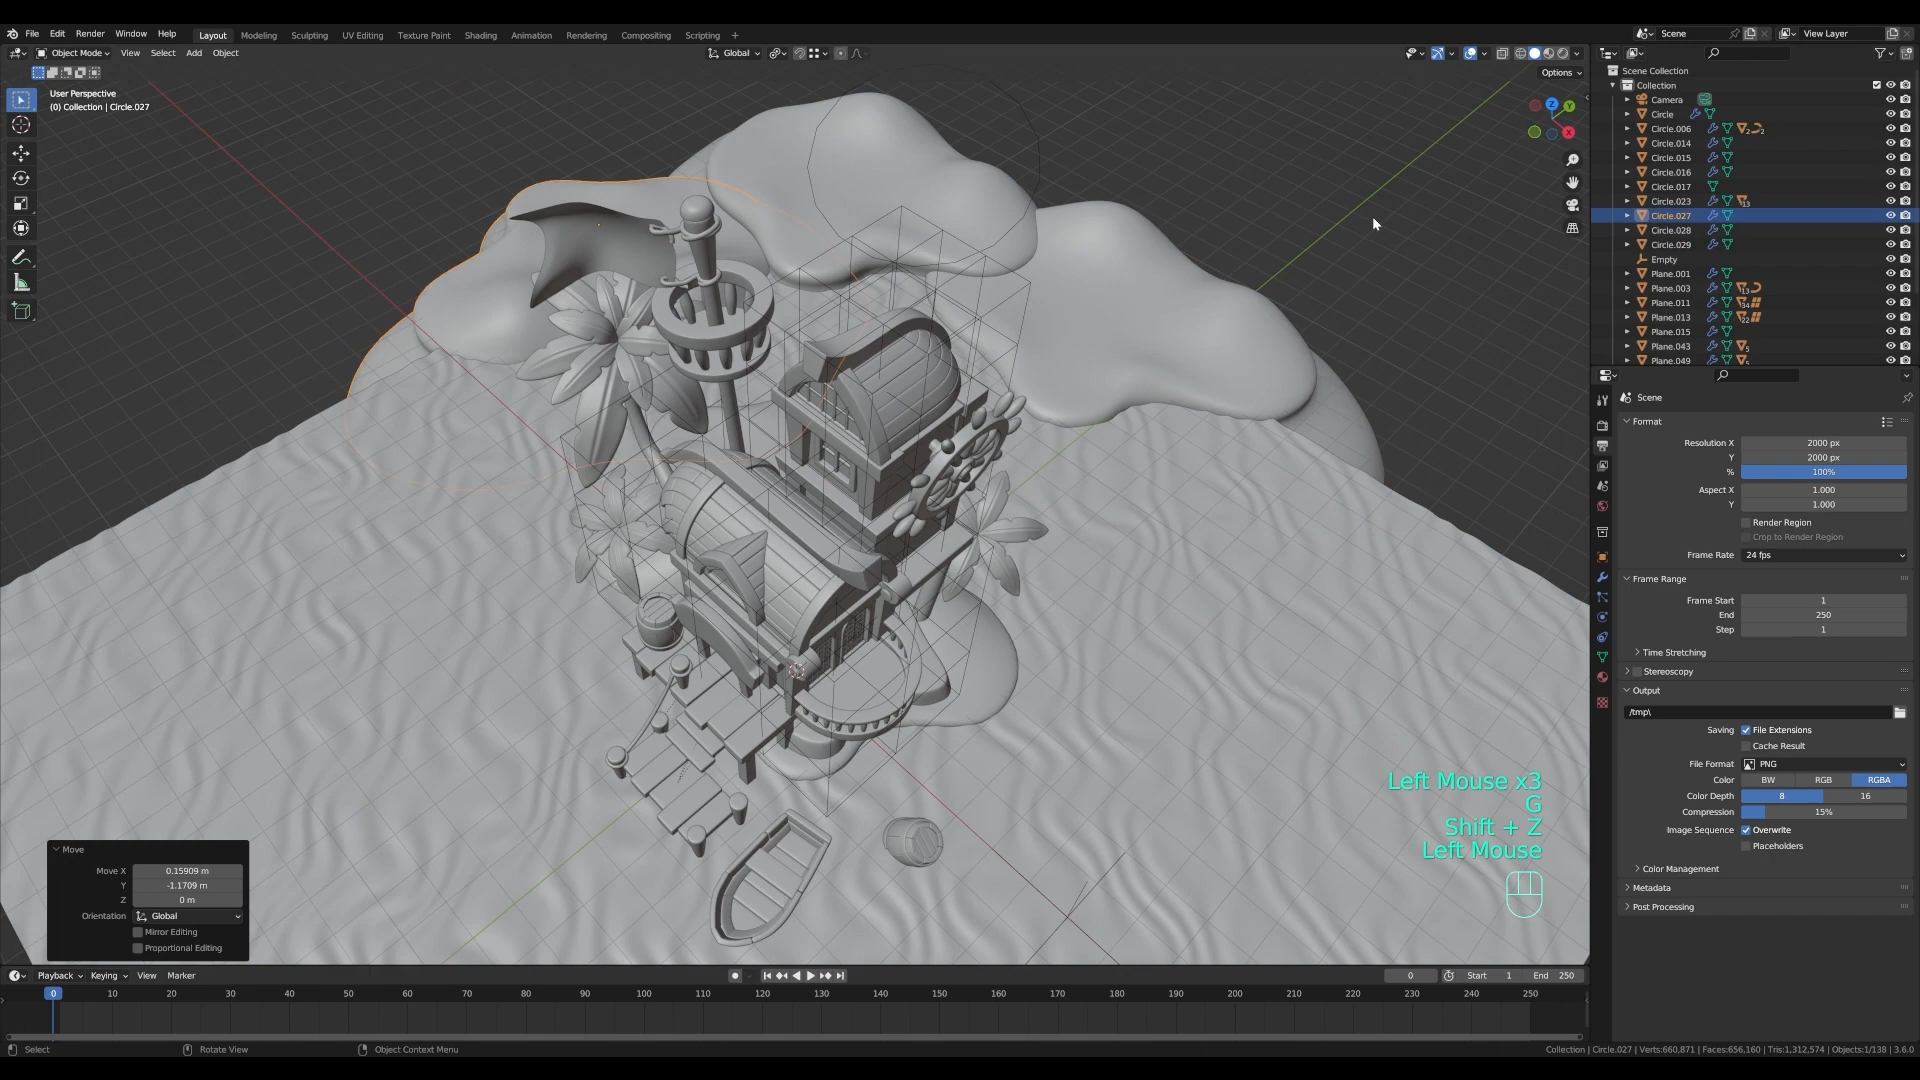 File Edit Render Window Help Layout Modeling Sculpting UV Editing Texture Paint Shading Animation Rendering Compositing Scripting + Scene View Layer
Object Mode View Select Add Object Global
Options
User Perspective
(0) Collection | Circle.027
Scene Collection
Collection
Camera
Circle
Circle.006
Circle.014
Circle.015
Circle.016
Circle.017
Circle.023
Circle.027
Circle.028
Circle.029
Empty
Plane.001
Plane.003
Plane.011
Plane.013
Plane.015
Plane.043
Plane.049
Scene
Format
Resolution X 2000 px
Y 2000 px
% 100%
Aspect X 1.000
Y 1.000
Render Region
Crop to Render Region
Frame Rate 24 fps
Frame Range
Frame Start 1
End 250
Step 1
Time Stretching
Stereoscopy
Output
/tmp\
Saving File Extensions
Cache Result
File Format PNG
Color BW RGB RGBA
Color Depth 8 16
Compression 15%
Image Sequence Overwrite
Placeholders
Color Management
Metadata
Post Processing
Left Mouse x3
G
Shift + Z
Left Mouse
Move
Move X 0.15909 m
Y -1.1709 m
Z 0 m
Orientation Global
Mirror Editing
Proportional Editing
Playback Keying View Marker 0 Start 1 End 250
0 10 20 30 40 50 60 70 80 90 100 110 120 130 140 150 160 170 180 190 200 210 220 230 240 250
Select Rotate View Object Context Menu Collection | Circle.027 | Verts:660,871 | Faces:656,160 | Tris:1,312,574 | Objects:1/138 | 3.6.0